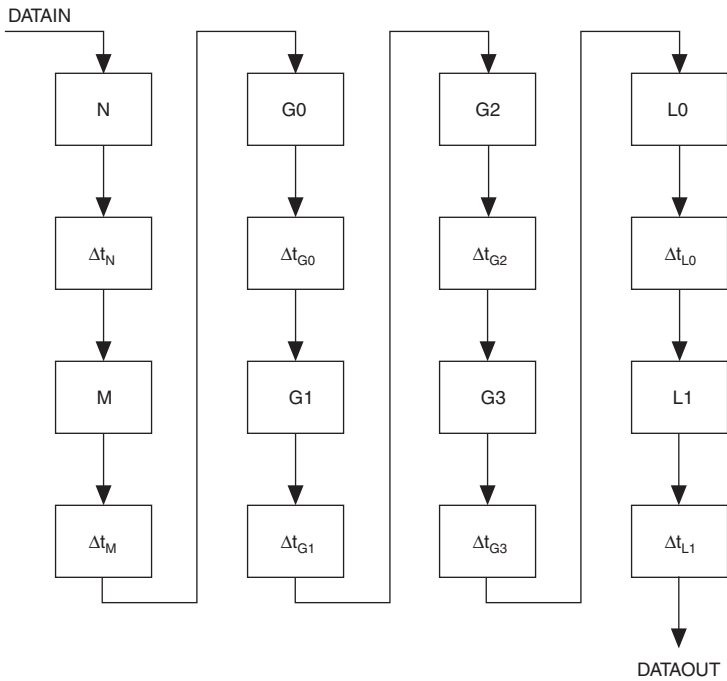 DATAIN
N
Δt_N
M
Δt_M
G0
Δt_G0
G1
Δt_G1
G2
Δt_G2
G3
Δt_G3
L0
Δt_L0
L1
Δt_L1
DATAOUT